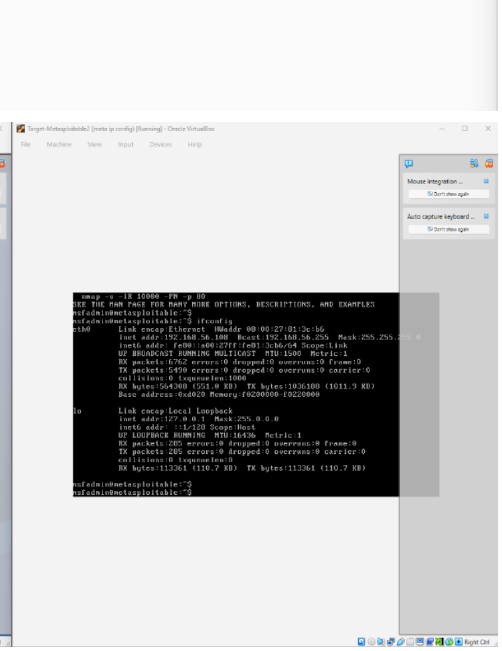 Target-Metasploitable2 (meta ip config) [Running] - Oracle VirtualBox
File Machine View Input Devices Help
Mouse integration ...
Don't show again
Auto capture keyboard ...
Don't show again
nmap -v -iR 10000 -PN -p 80
SEE THE MAN PAGE FOR MANY MORE OPTIONS, DESCRIPTIONS, AND EXAMPLES
msfadmin@metasploitable:~$
msfadmin@metasploitable:~$ ifconfig
eth0 Link encap:Ethernet HWaddr 08:00:27:81:3c:b6
inet addr:192.168.56.108 Bcast:192.168.56.255 Mask:255.255.255.0
inet6 addr: fe80::a00:27ff:fe81:3cb6/64 Scope:Link
UP BROADCAST RUNNING MULTICAST MTU:1500 Metric:1
RX packets:6762 errors:0 dropped:0 overruns:0 frame:0
TX packets:5490 errors:0 dropped:0 overruns:0 carrier:0
collisions:0 txqueuelen:1000
RX bytes:564308 (551.0 KB) TX bytes:1036188 (1011.9 KB)
Base address:0xd020 Memory:f0200000-f0220000
lo Link encap:Local Loopback
inet addr:127.0.0.1 Mask:255.0.0.0
inet6 addr: ::1/128 Scope:Host
UP LOOPBACK RUNNING MTU:16436 Metric:1
RX packets:285 errors:0 dropped:0 overruns:0 frame:0
TX packets:285 errors:0 dropped:0 overruns:0 carrier:0
collisions:0 txqueuelen:0
RX bytes:113361 (110.7 KB) TX bytes:113361 (110.7 KB)
msfadmin@metasploitable:~$
msfadmin@metasploitable:~$
Right Ctrl